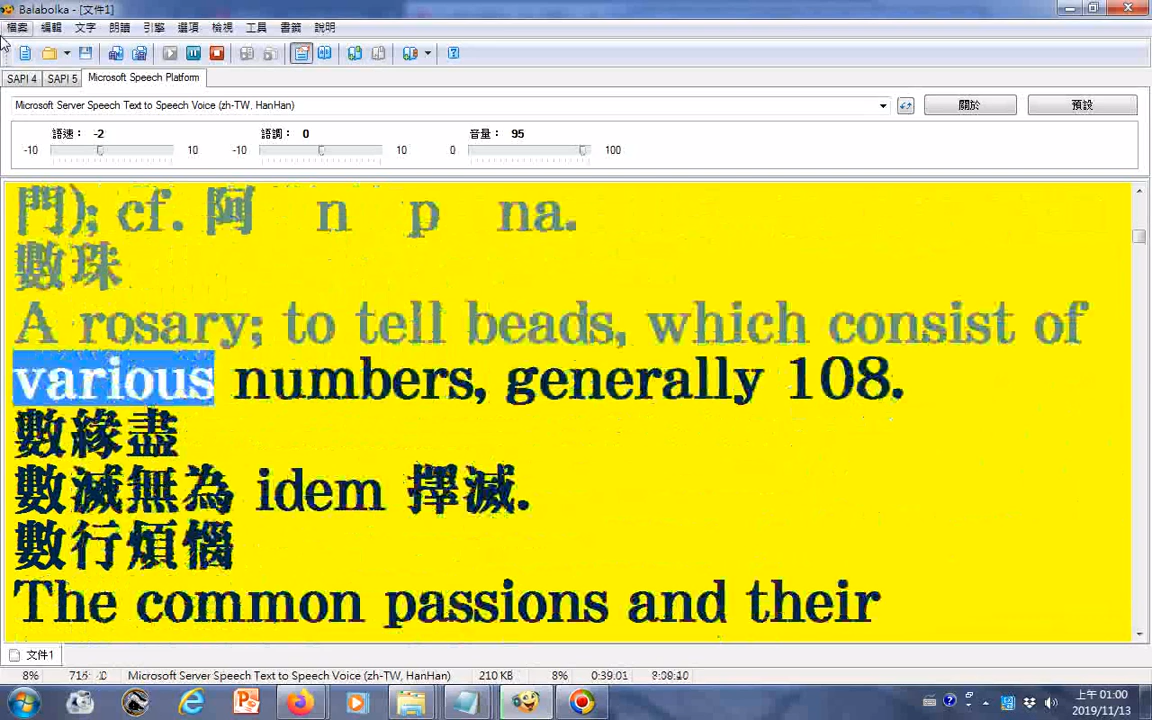 Balabolka - [文件1]
檔案 編輯 文字 朗讀 引擎 選項 檢視 工具 書籤 說明
SAPI 4 SAPI 5 Microsoft Speech Platform
Microsoft Server Speech Text to Speech Voice (zh-TW, HanHan) 關於 預設
語速： -2 語調： 0 音量： 95
-10 10 -10 10 0 100
門); cf. 阿 n p na.
數珠
A rosary; to tell beads, which consist of
various numbers, generally 108.
數緣盡
數滅無為 idem 擇滅.
數行煩惱
The common passions and their
文件1
8% Microsoft Server Speech Text to Speech Voice (zh-TW, HanHan) 210 KB 8% 0:39:01
上午 01:00
2019/11/13